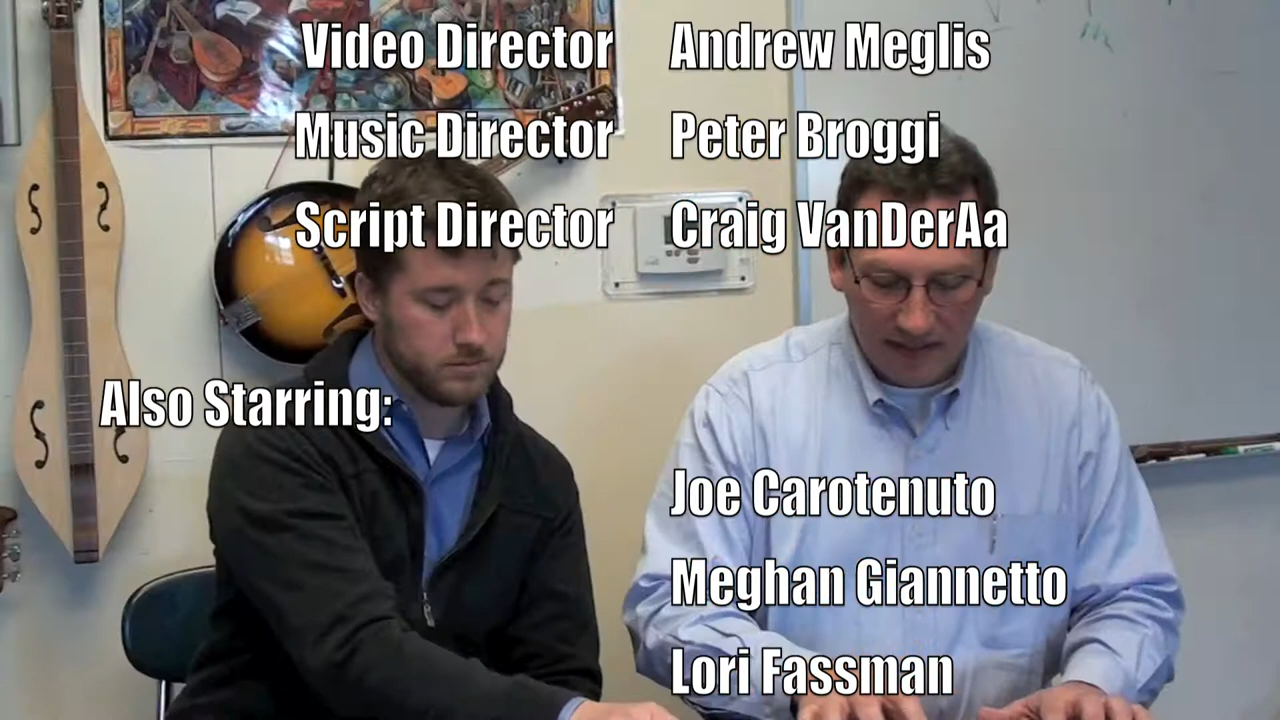 Video Director Andrew Meglis
Music Director Peter Broggi
Script Director Craig VanDerAa
Also Starring:
Joe Carotenuto
Meghan Giannetto
Lori Fassman